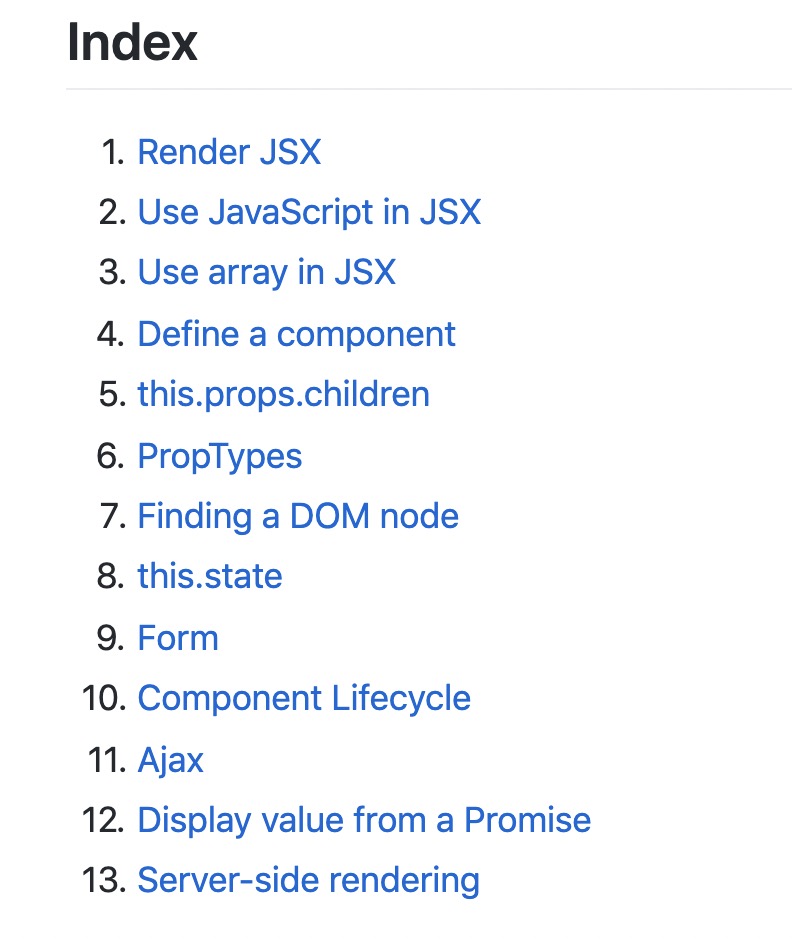 Index
1. Render JSX
2. Use JavaScript in JSX
3. Use array in JSX
4. Define a component
5. this.props.children
6. PropTypes
7. Finding a DOM node
8. this.state
9. Form
10. Component Lifecycle
11. Ajax
12. Display value from a Promise
13. Server-side rendering